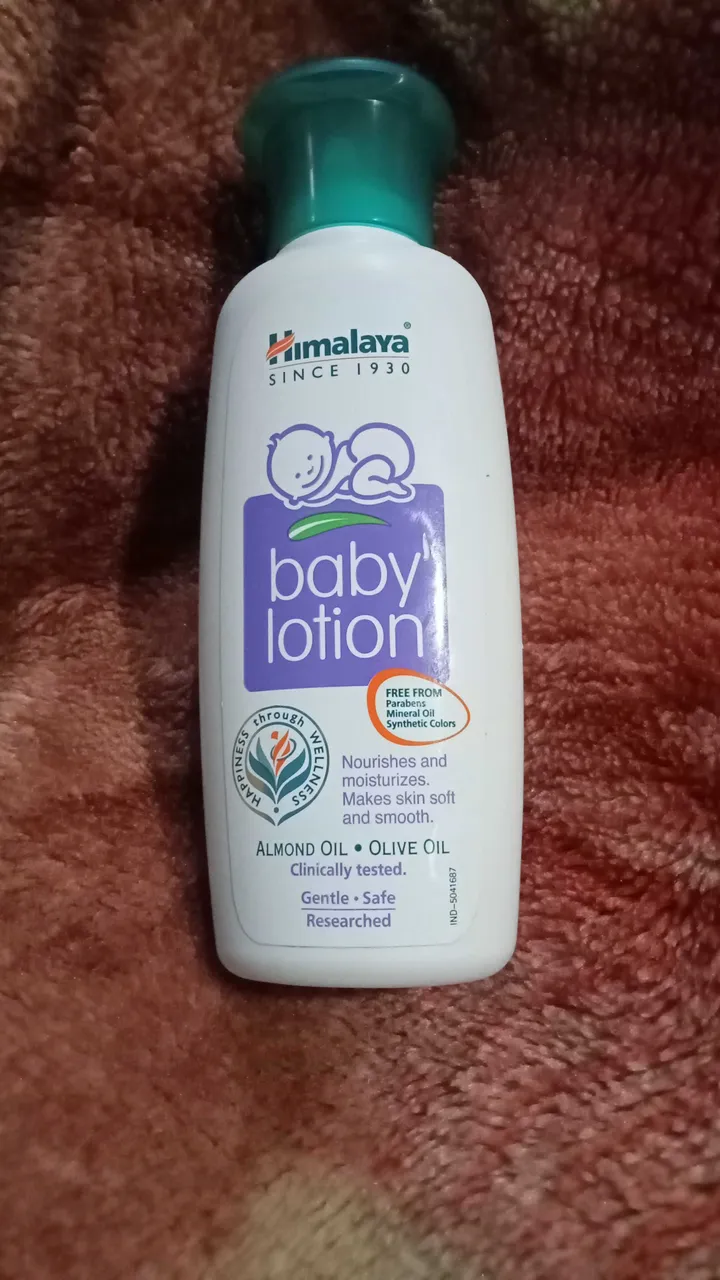 Himalaya®
SINCE 1930
baby
lotion
FREE FROM
Parabens
Mineral Oil
Synthetic Colors
HAPPINESS through WELLNESS
Nourishes and
moisturizes.
Makes skin soft
and smooth.
ALMOND OIL • OLIVE OIL
Clinically tested.
Gentle • Safe
Researched
IND-5041687